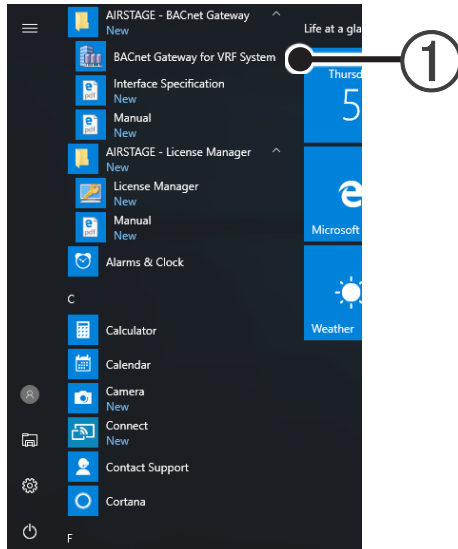 AIRSTAGE - BACnet Gateway
New
Life at a gla
BACnet Gateway for VRF System
1
Thursd
5
Interface Specification
New
Manual
New
AIRSTAGE - License Manager
New
License Manager
New
Manual
New
Microsoft
Alarms & Clock
C
Calculator
Weather
Calendar
Camera
New
Connect
New
Contact Support
Cortana
F